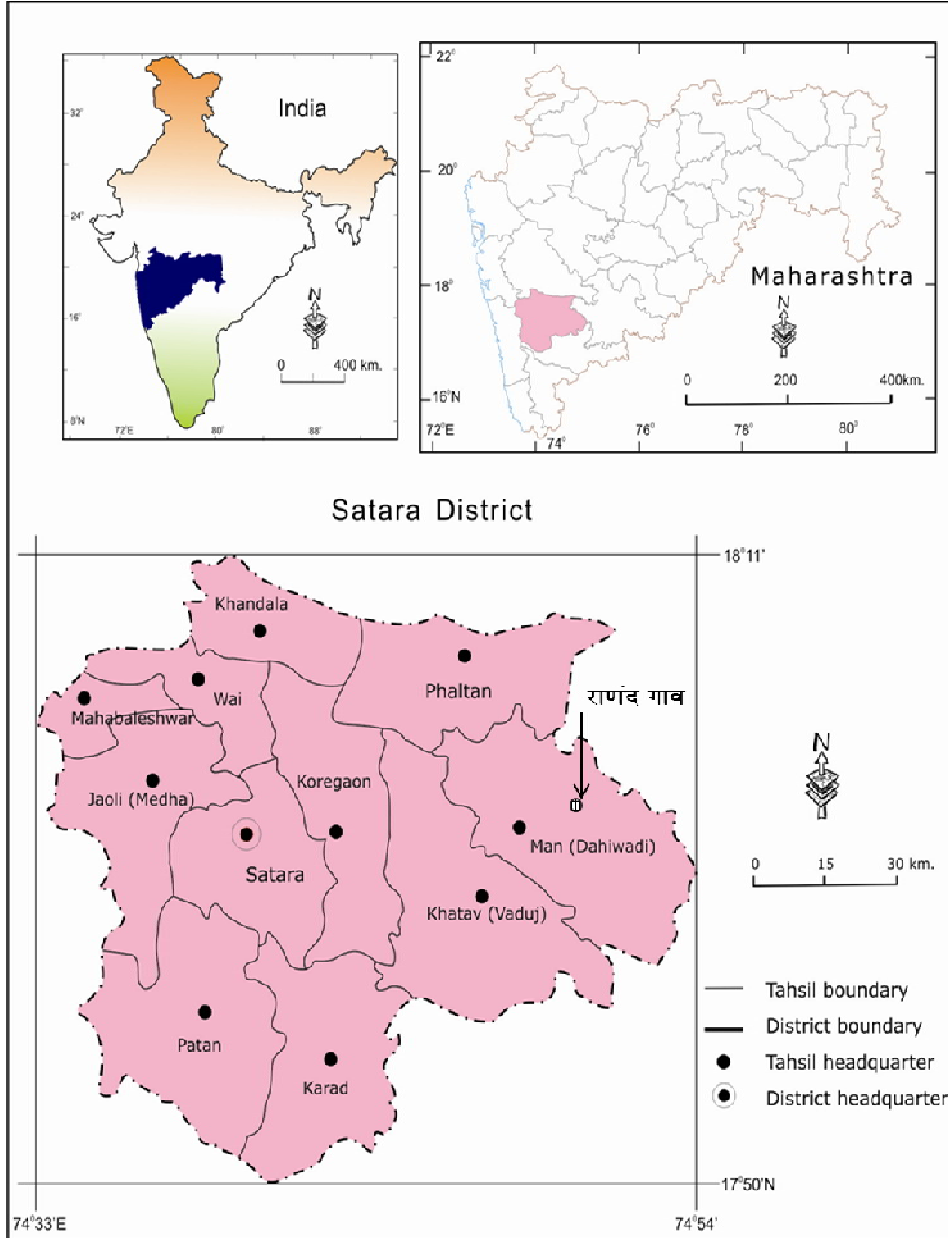 India
32°
24°
16°
8°N
72°E
80°
88°
N
0 400 km.
22°
20°
18°
16°N
72°E
74°
76°
78°
80°
Maharashtra
N
0 200 400km.
Satara District
18°11'
Khandala
Phaltan
Wai
Mahabaleshwar
राणंद गाव
Koregaon
Jaoli (Medha)
Man (Dahiwadi)
Satara
Khatav (Vaduj)
Patan
Karad
N
0 15 30 km.
Tahsil boundary
District boundary
Tahsil headquarter
District headquarter
17°50'N
74°33'E
74°54'